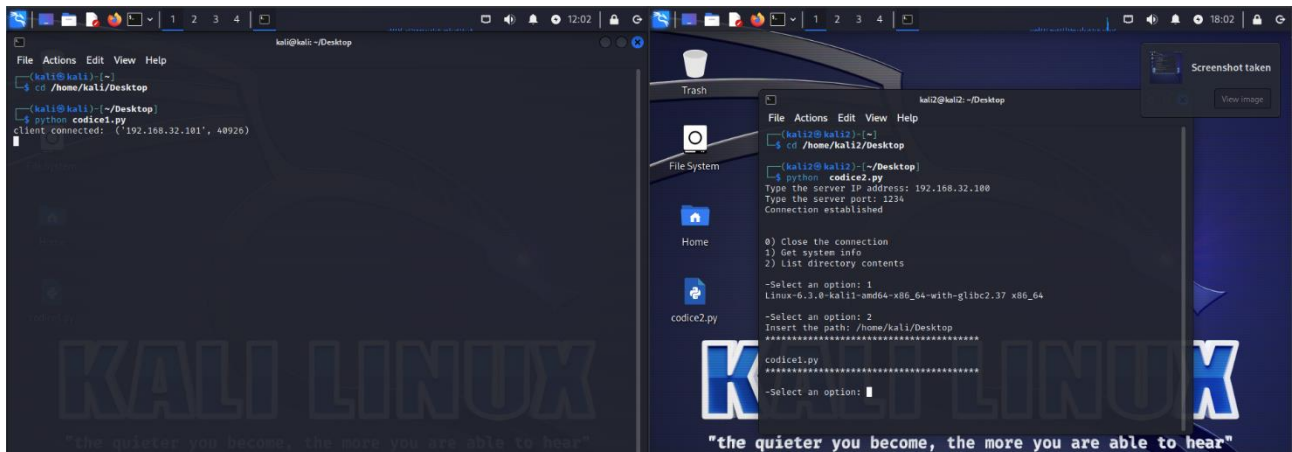 1 2 3 4
12:02
kali@kali: ~/Desktop
File Actions Edit View Help
(kali㉿kali)-[~]
$ cd /home/kali/Desktop
(kali㉿kali)-[~/Desktop]
$ python codice1.py
client connected: ('192.168.32.101', 40926)
KALI LINUX
"the quieter you become, the more you are able to hear"
1 2 3 4
18:02
Screenshot taken
View image
Trash
File System
Home
codice2.py
kali2@kali2: ~/Desktop
File Actions Edit View Help
(kali2㉿kali2)-[~]
$ cd /home/kali2/Desktop
(kali2㉿kali2)-[~/Desktop]
$ python codice2.py
Type the server IP address: 192.168.32.100
Type the server port: 1234
Connection established
0) Close the connection
1) Get system info
2) List directory contents
-Select an option: 1
Linux-6.3.0-kali1-amd64-x86_64-with-glibc2.37 x86_64
-Select an option: 2
Insert the path: /home/kali/Desktop
****************************************
codice1.py
****************************************
-Select an option:
KALI LINUX
"the quieter you become, the more you are able to hear"